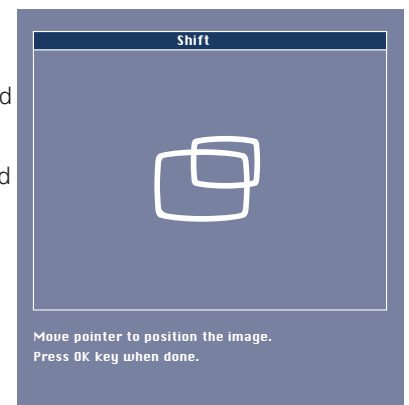 Shift
d
d
Move pointer to position the image.
Press OK key when done.